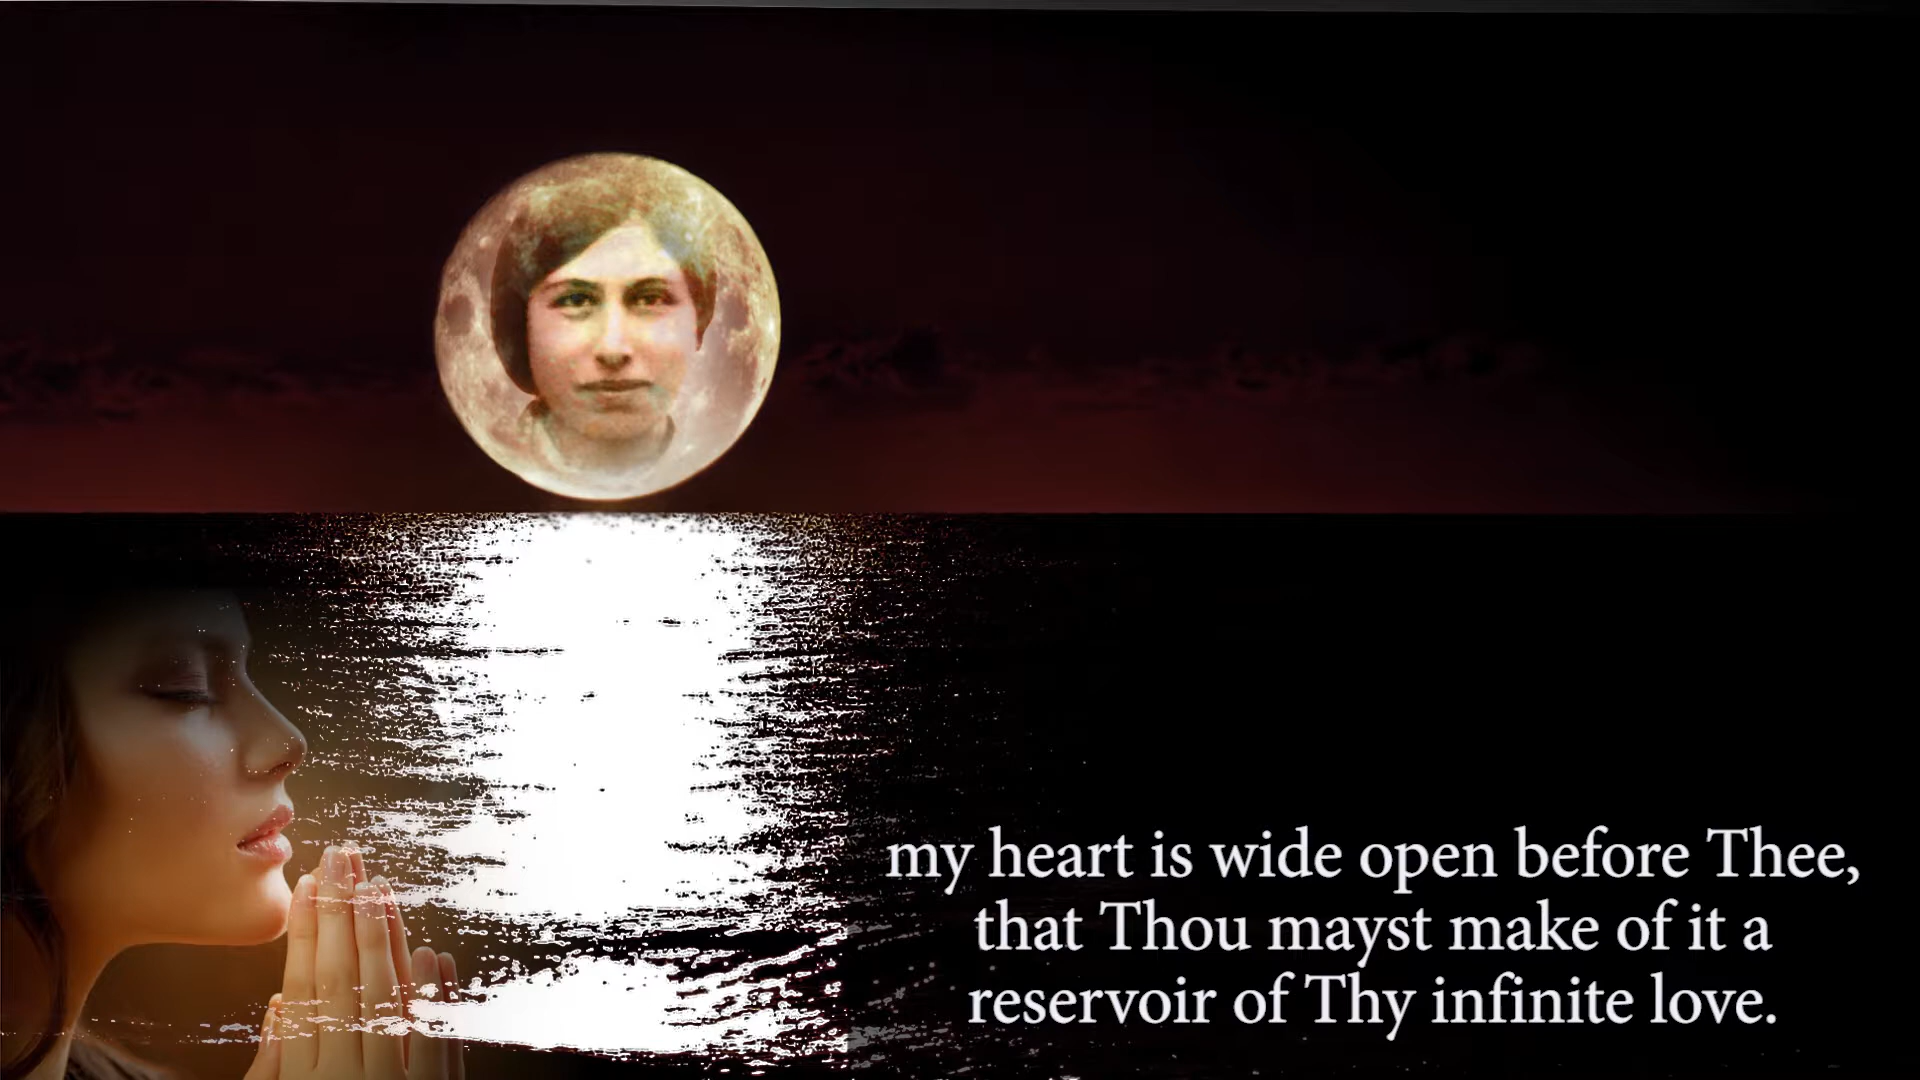 my heart is wide open before Thee,
that Thou mayst make of it a
reservoir of Thy infinite love.